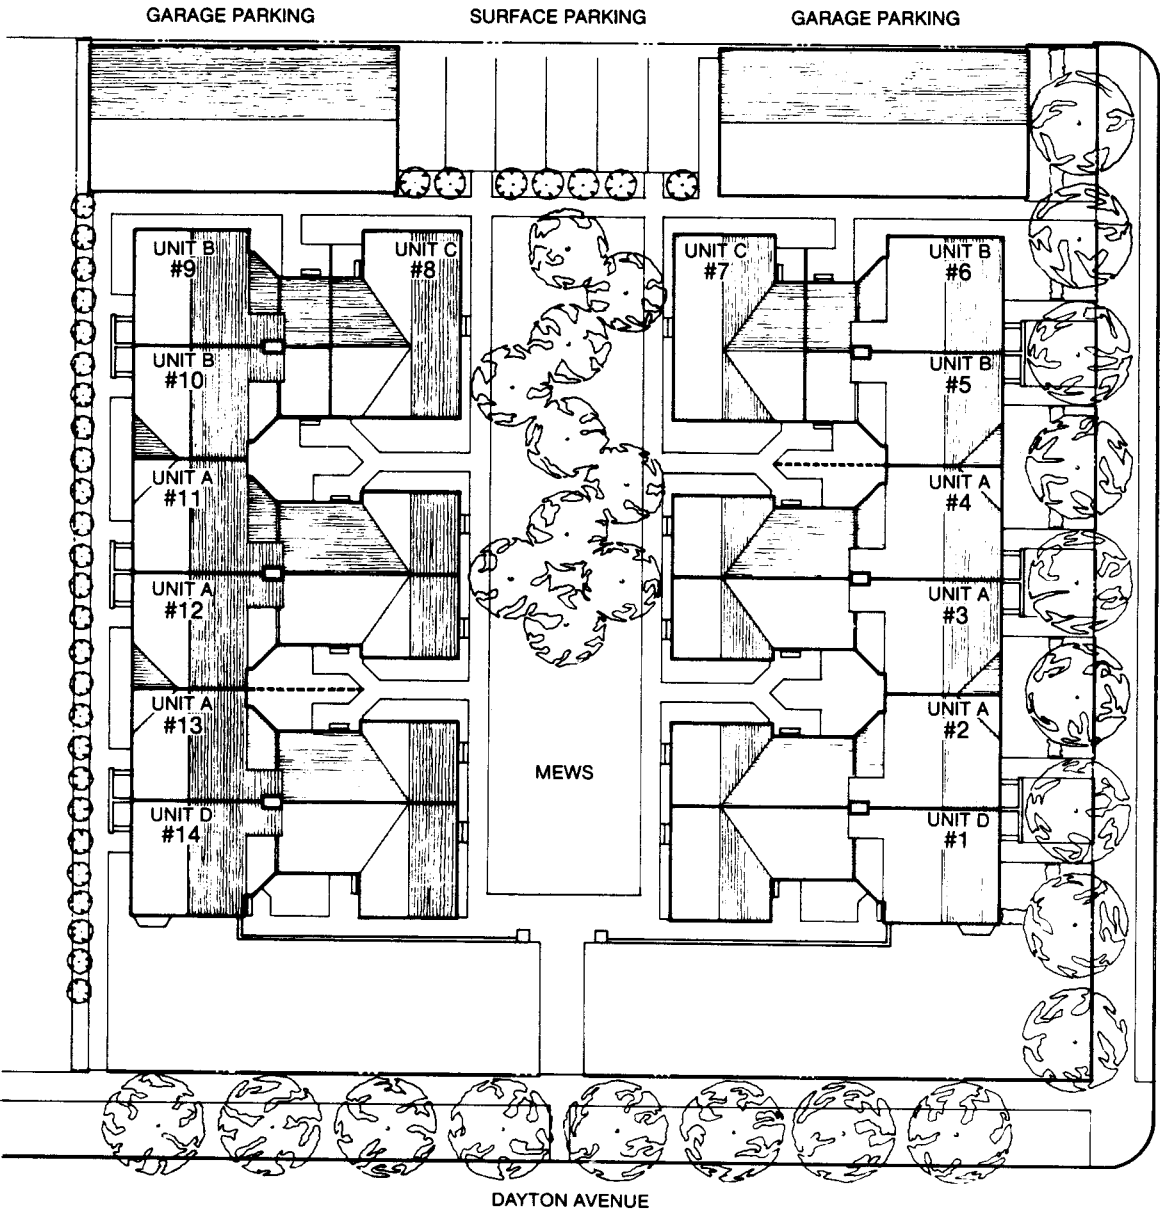 GARAGE PARKING
SURFACE PARKING
GARAGE PARKING
UNIT B
#9
UNIT C
#8
UNIT C
#7
UNIT B
#6
UNIT B
#10
UNIT B
#5
UNIT A
#11
UNIT A
#4
UNIT A
#12
UNIT A
#3
UNIT A
#13
UNIT A
#2
MEWS
UNIT D
#14
UNIT D
#1
DAYTON AVENUE